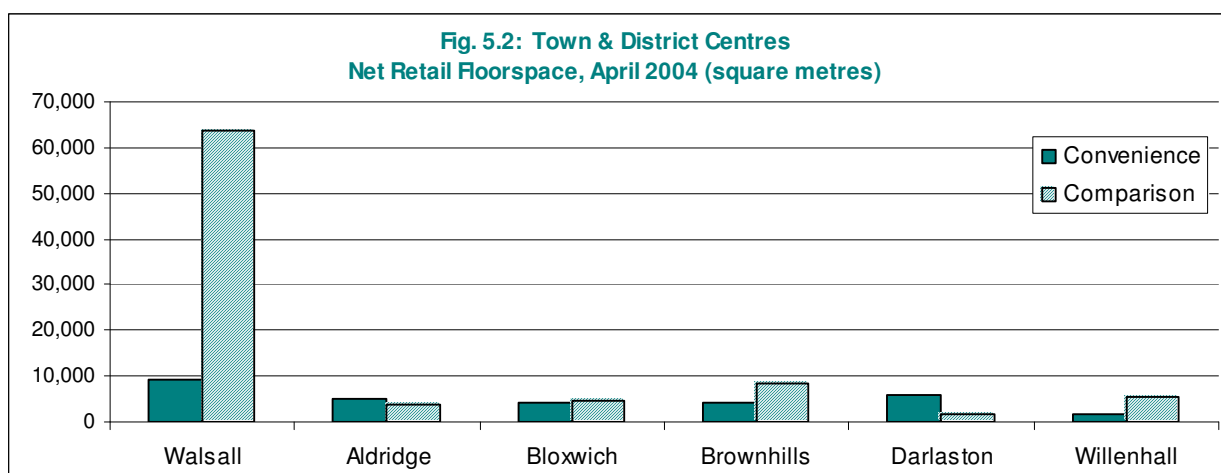 Fig. 5.2: Town & District Centres
Net Retail Floorspace, April 2004 (square metres)
70,000
60,000
50,000
40,000
30,000
20,000
10,000
0
Convenience
Comparison
Walsall Aldridge Bloxwich Brownhills Darlaston Willenhall